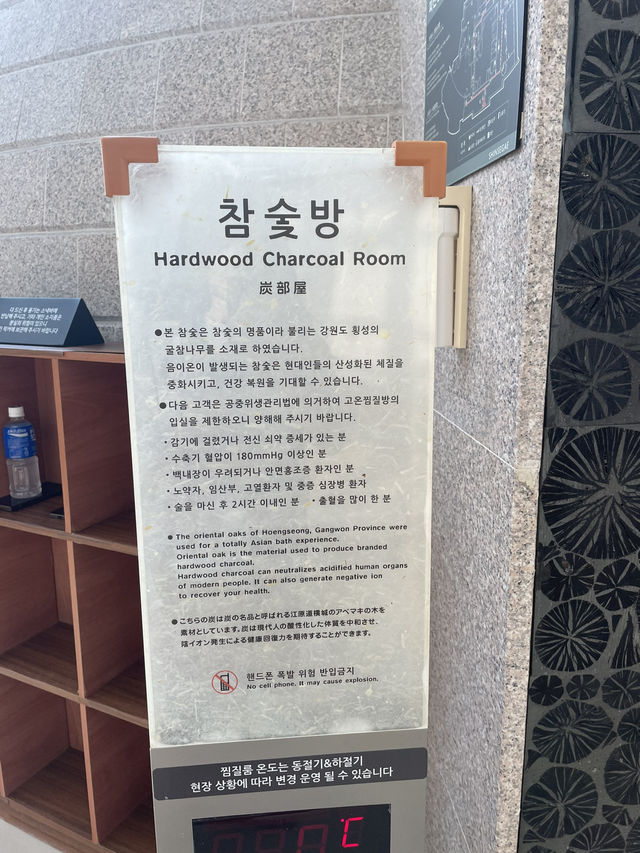 참숯방
Hardwood Charcoal Room
炭部屋
●본 참숯은 참숯의 명품이라 불리는 강원도 횡성의
굴참나무를 소재로 하였습니다.
음이온이 발생되는 참숯은 현대인들의 산성화된 체질을
중화시키고, 건강 복원을 기대할 수 있습니다.
●다음 고객은 공중위생관리법에 의거하여 고온찜질방의
입실을 제한하오니 양해해 주시기 바랍니다.
· 감기에 걸렸거나 전신 쇠약 증세가 있는 분
· 수축기 혈압이 180mmHg 이상인 분
· 백내장이 우려되거나 안면홍조증 환자인 분
· 노약자, 임산부, 고열환자 및 중증 심장병 환자
· 술을 마신 후 2시간 이내인 분 · 출혈을 많이 한 분
● The oriental oaks of Hoengseong, Gangwon Province were
used for a totally Asian bath experience.
Oriental oak is the material used to produce branded
hardwood charcoal.
Hardwood charcoal can neutralizes acidified human organs
of modern people. It can also generate negative ion
to recover your health.
●こちらの炭は炭の名品と呼ばれる江原道横城のアベマキの木を
素材としています。炭は現代人の酸性化した体質を中和させ、
陰イオン発生による健康回復力を期待することができます。
핸드폰 폭발 위험 반입금지
No cell phone, It may cause explosion.
찜질룸 온도는 동절기&하절기
현장 상황에 따라 변경 운영 될 수 있습니다
℃
SHINSEGAE